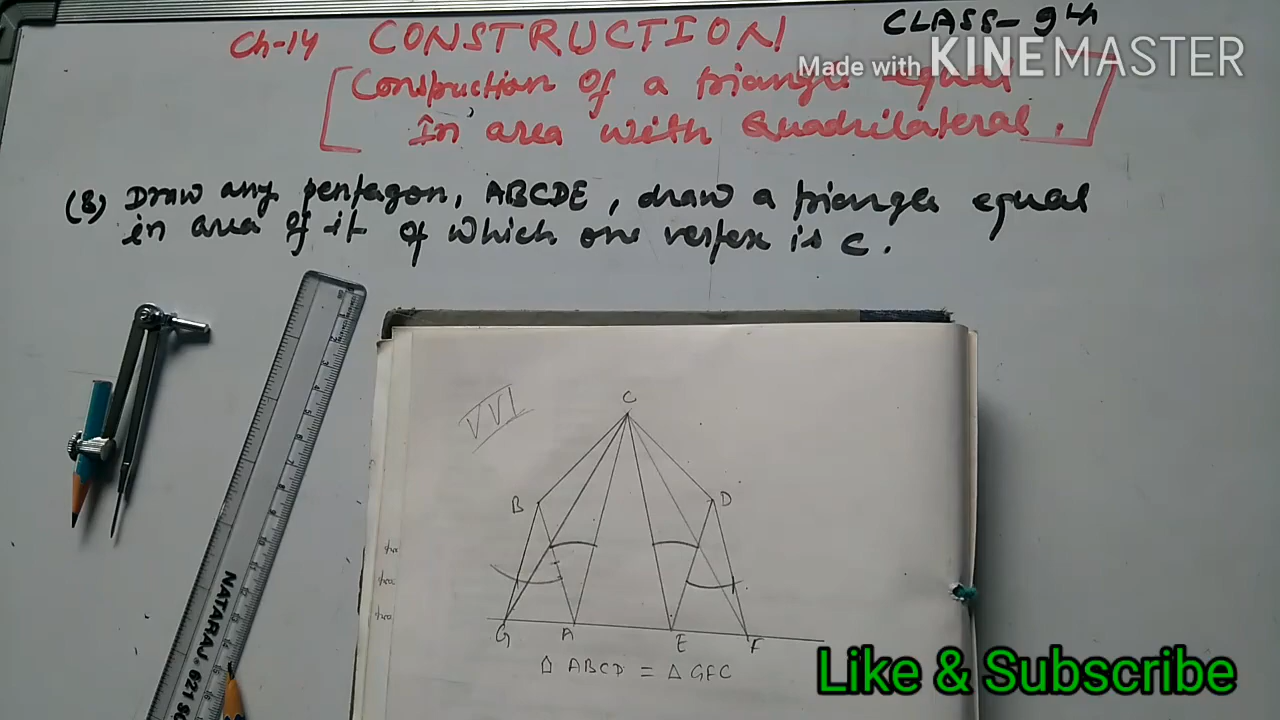 Ch-14 CONSTRUCTION CLASS-9th
Made with KINEMASTER
[Construction of a triangle equal
In area with Quadrilateral.]
(8) Draw any pentagon, ABCDE, draw a triangle equal
in area of it of which one vertex is C.
VVI
C
B D
G A E F
Δ ABCD = Δ GFC
NATARAJ 621
Like & Subscribe